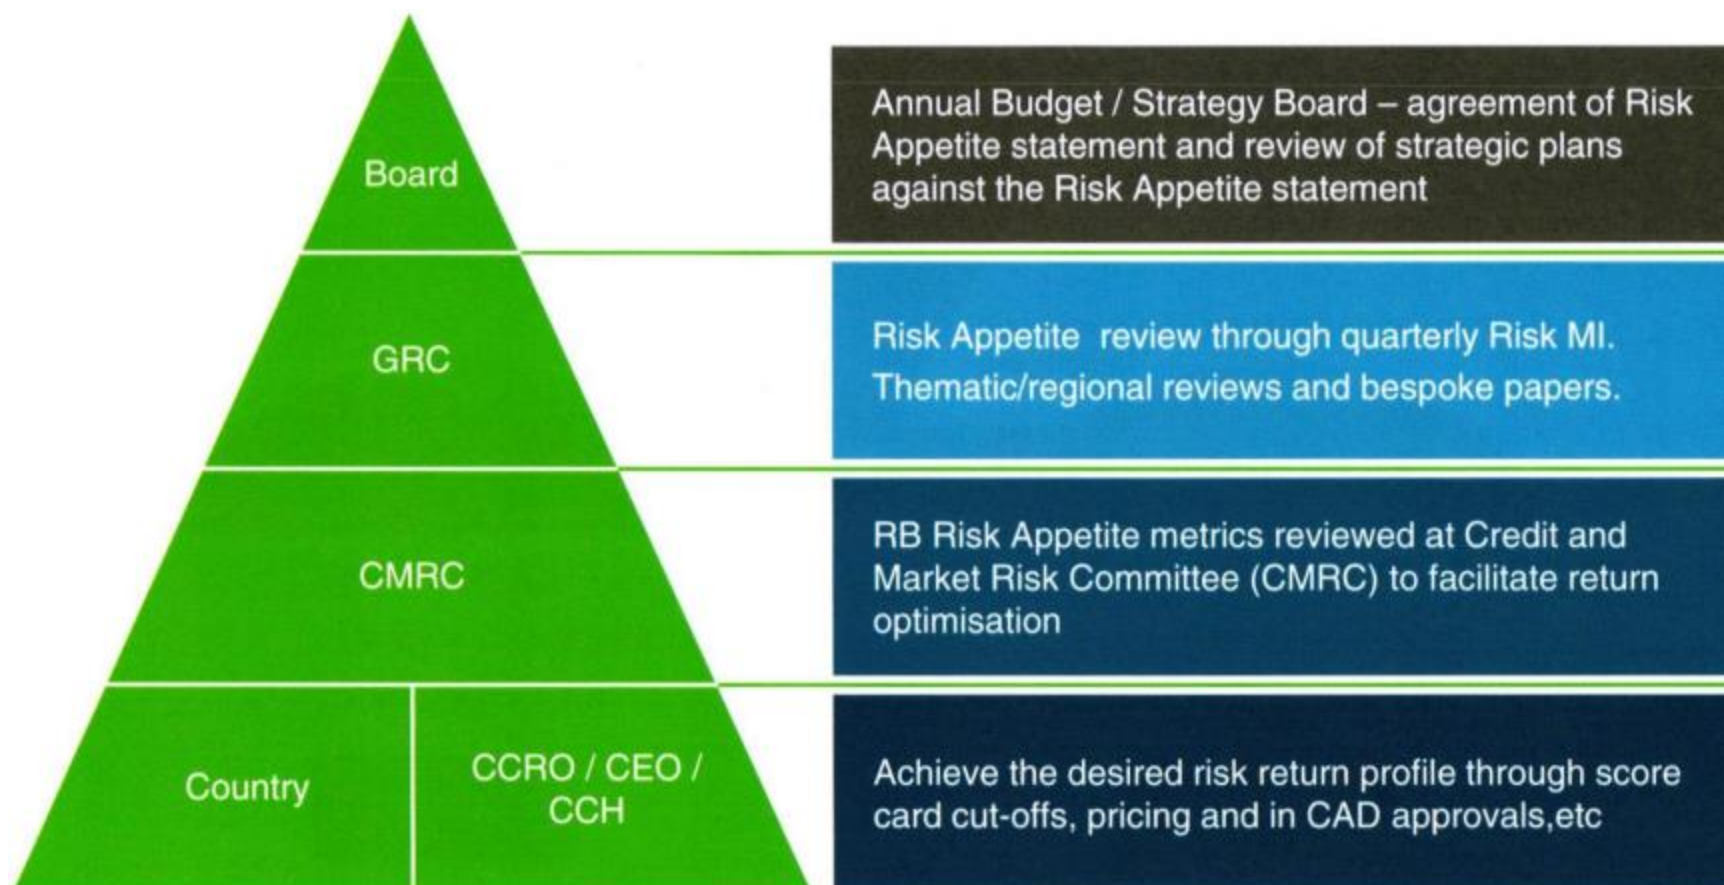 Board
Annual Budget / Strategy Board – agreement of Risk
Appetite statement and review of strategic plans
against the Risk Appetite statement
GRC
Risk Appetite review through quarterly Risk MI.
Thematic/regional reviews and bespoke papers.
CMRC
RB Risk Appetite metrics reviewed at Credit and
Market Risk Committee (CMRC) to facilitate return
optimisation
Country
CCRO / CEO /
CCH
Achieve the desired risk return profile through score
card cut-offs, pricing and in CAD approvals,etc